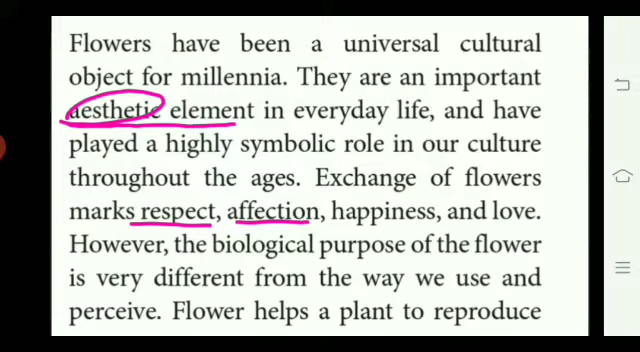 Flowers have been a universal cultural
object for millennia. They are an important
aesthetic element in everyday life, and have
played a highly symbolic role in our culture
throughout the ages. Exchange of flowers
marks respect, affection, happiness, and love.
However, the biological purpose of the flower
is very different from the way we use and
perceive. Flower helps a plant to reproduce